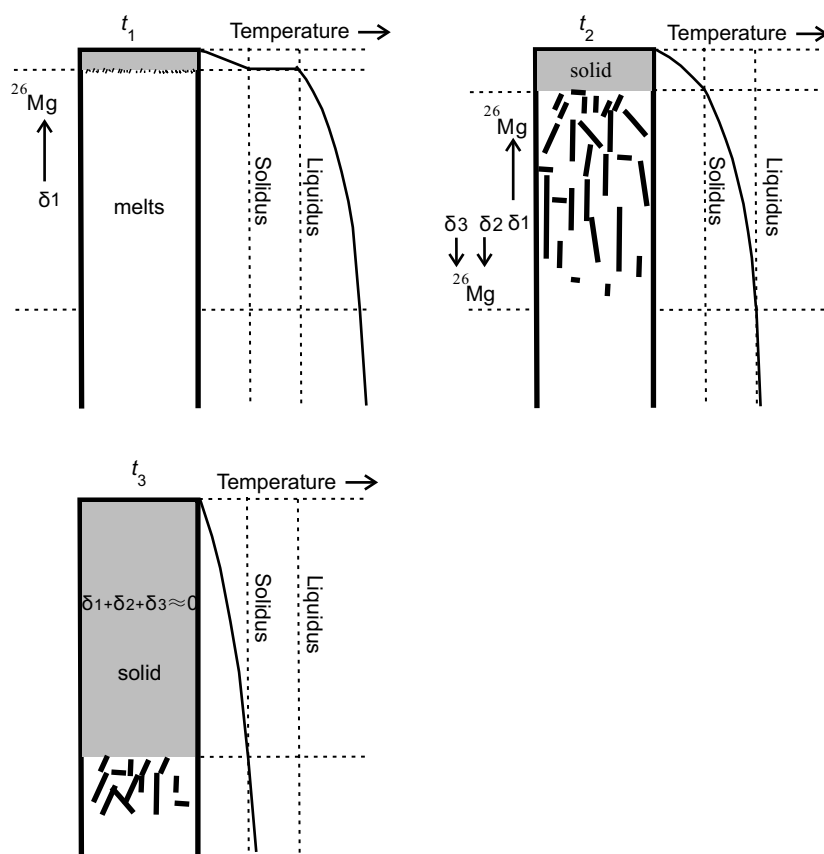 t₁
Temperature
²⁶Mg
δ1
melts
Solidus
Liquidus
t₂
Temperature
solid
²⁶Mg
δ3 δ2 δ1
²⁶Mg
Solidus
Liquidus
t₃
Temperature
δ1+δ2+δ3≈0
solid
Solidus
Liquidus